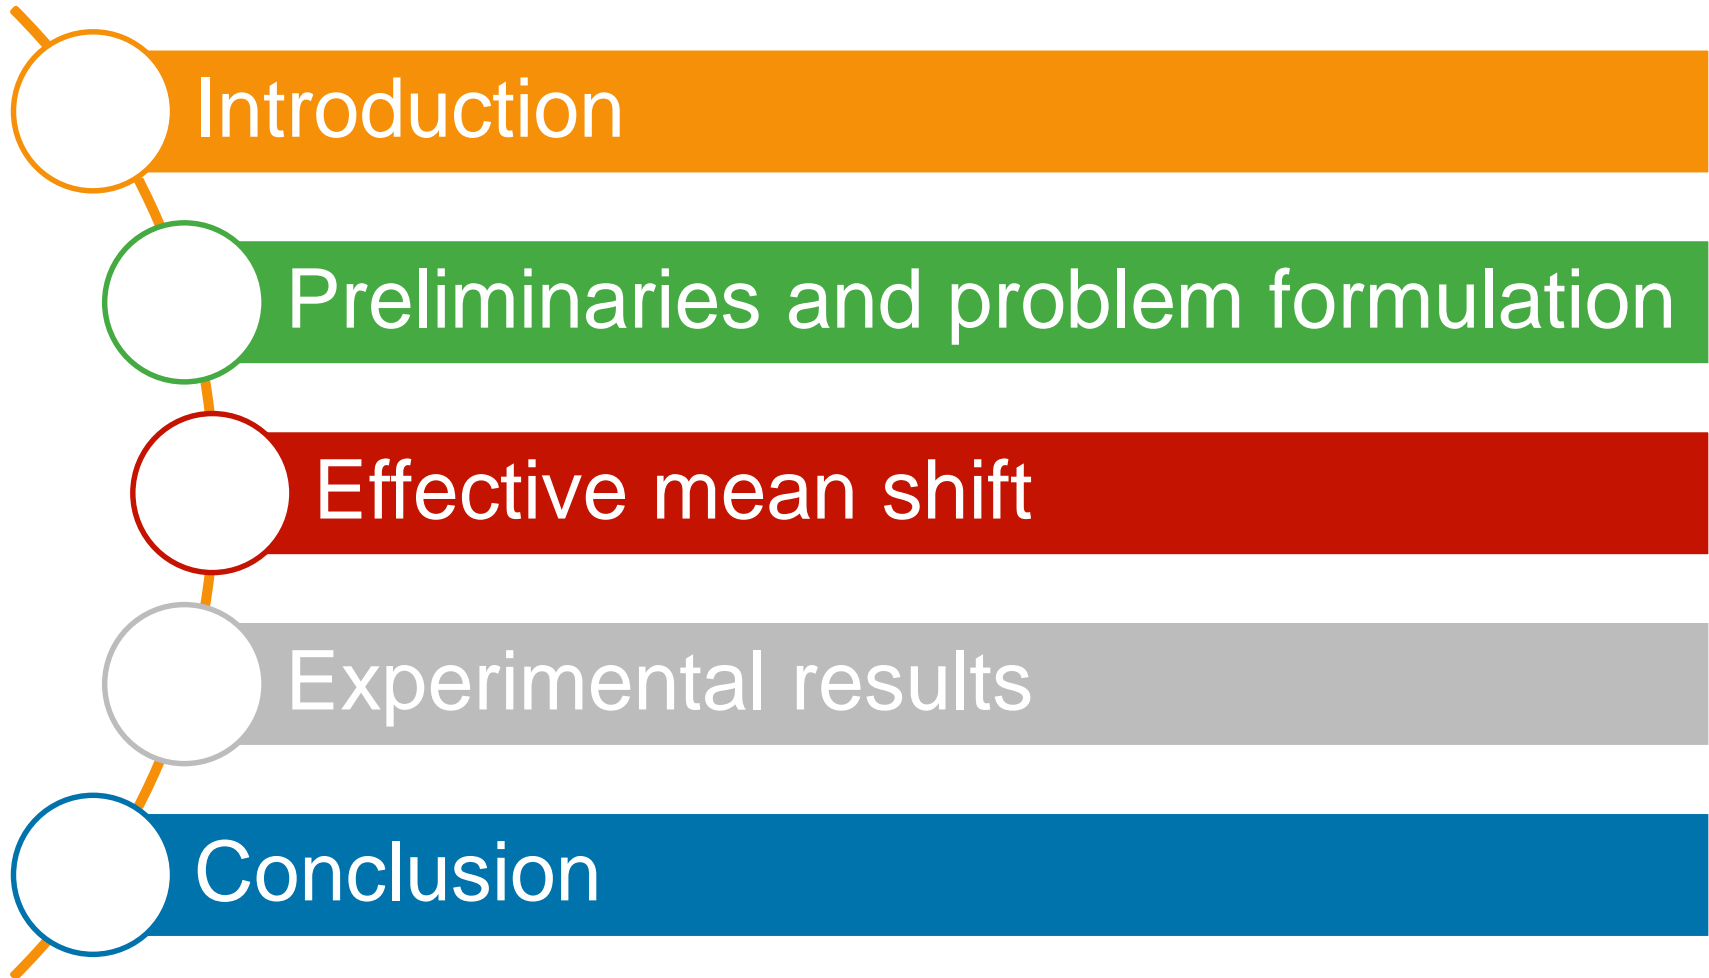 Introduction
Preliminaries and problem formulation
Effective mean shift
Experimental results
Conclusion